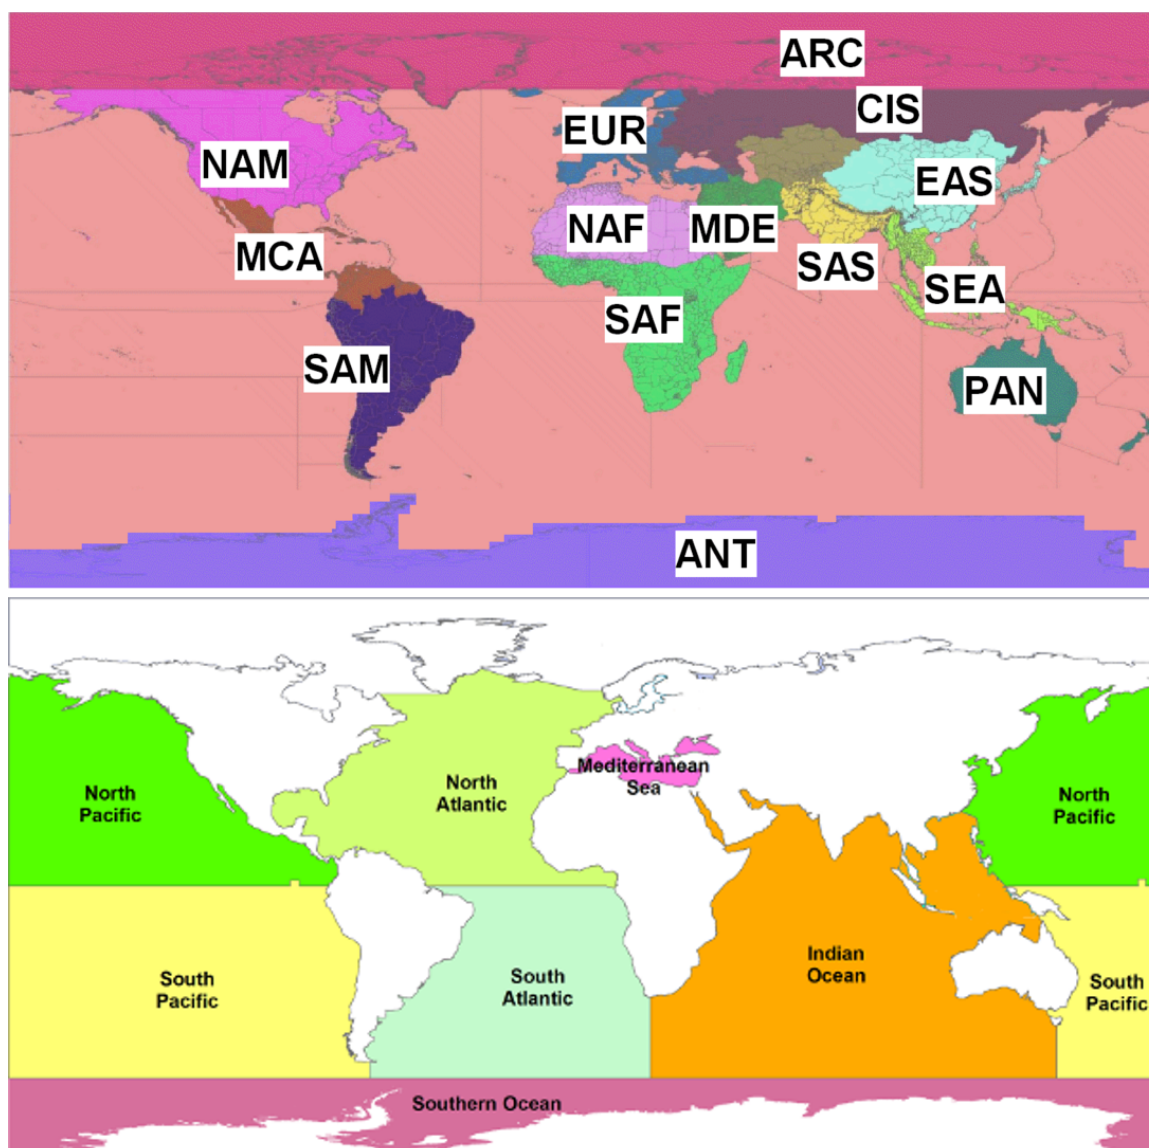 ARC
CIS
EUR
NAM
EAS
NAF
MDE
MCA
SAS
SEA
SAF
SAM
PAN
ANT
North
Pacific
North
Atlantic
Mediterranean
Sea
North
Pacific
South
Pacific
South
Atlantic
Indian
Ocean
South
Pacific
Southern Ocean